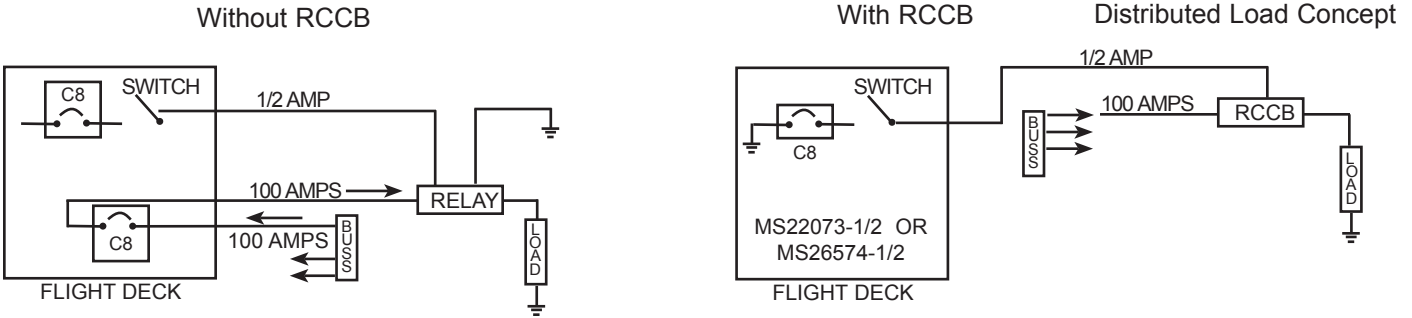 Without RCCB
C8
SWITCH
1/2 AMP
100 AMPS
RELAY
C8
100 AMPS
BUSS
LOAD
FLIGHT DECK
With RCCB
Distributed Load Concept
1/2 AMP
SWITCH
C8
BUSS
100 AMPS
RCCB
LOAD
MS22073-1/2 OR
MS26574-1/2
FLIGHT DECK